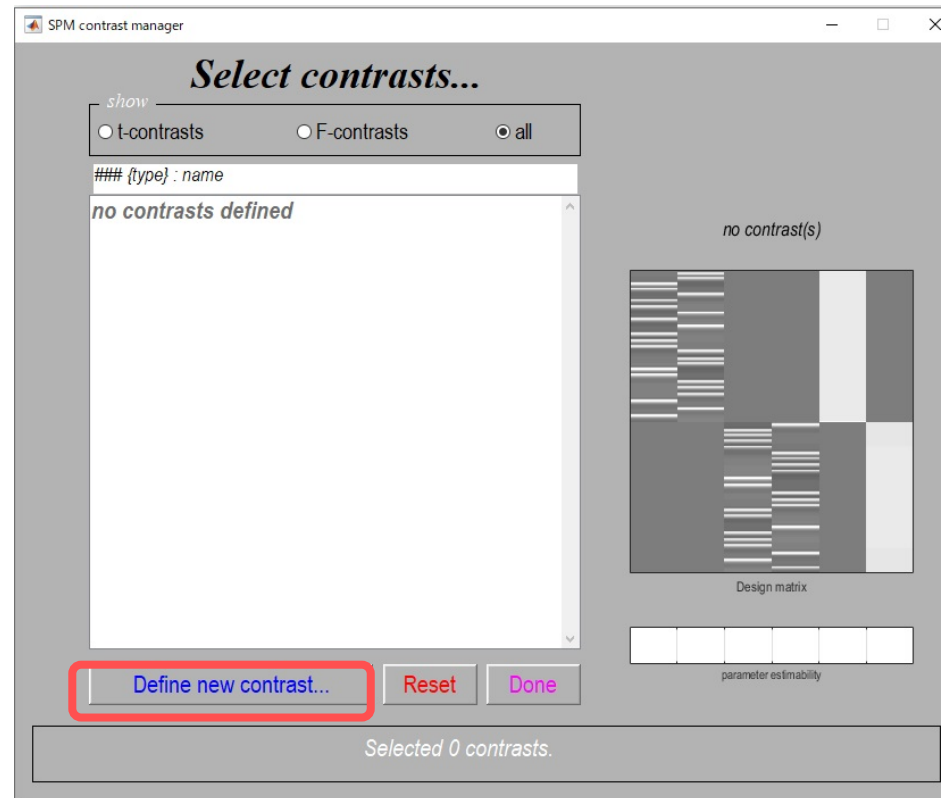 SPM contrast manager
Select contrasts...
show
t-contrasts F-contrasts all
### {type} : name
no contrasts defined
no contrast(s)
Design matrix
parameter estimability
Define new contrast... Reset Done
Selected 0 contrasts.